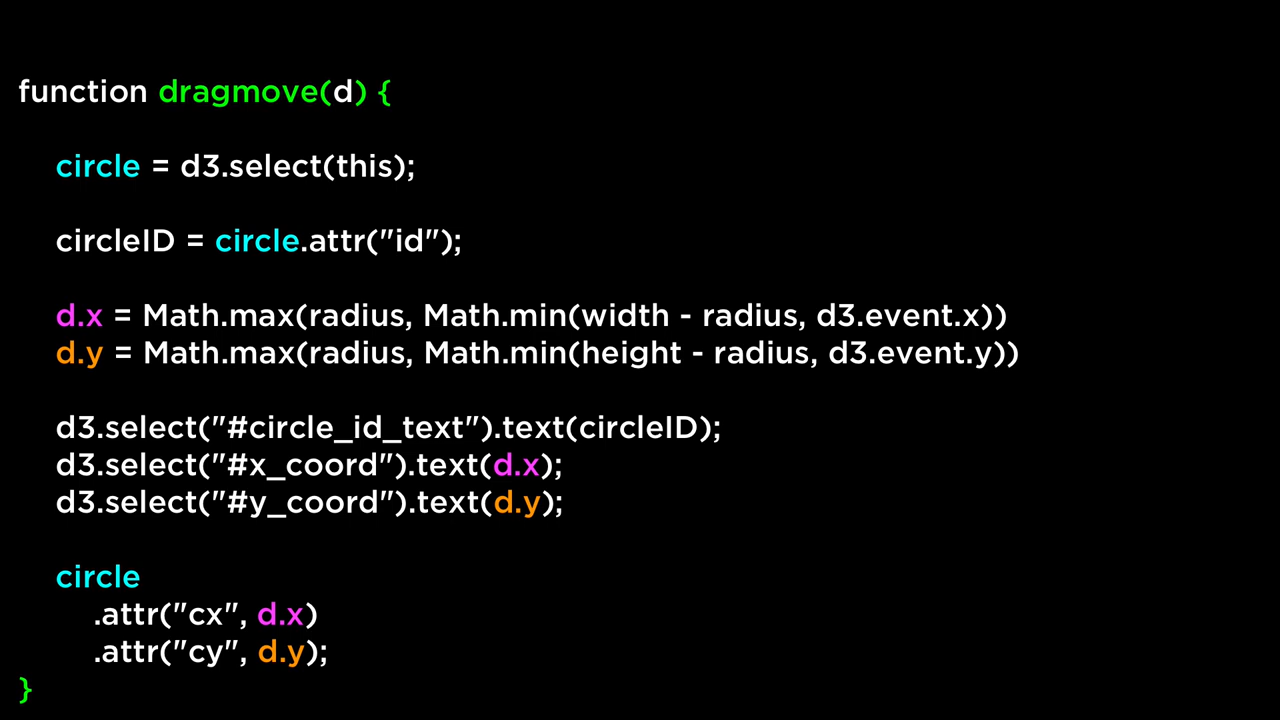 function dragmove(d) {
circle = d3.select(this);
circleID = circle.attr("id");
d.x = Math.max(radius, Math.min(width - radius, d3.event.x))
d.y = Math.max(radius, Math.min(height - radius, d3.event.y))
d3.select("#circle_id_text").text(circleID);
d3.select("#x_coord").text(d.x);
d3.select("#y_coord").text(d.y);
circle
.attr("cx", d.x)
.attr("cy", d.y);
}